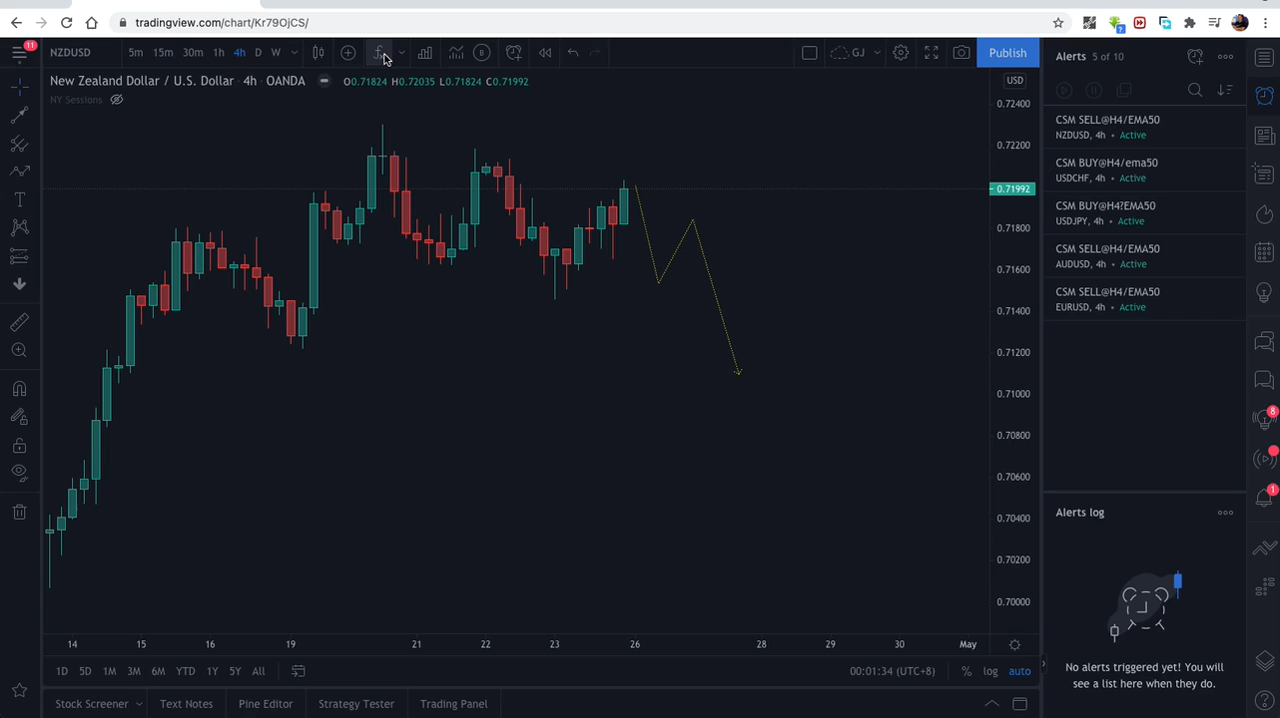 tradingview.com/chart/Kr79OjCS/
11
NZDUSD 5m 15m 30m 1h 4h D W M
GJ Publish
New Zealand Dollar / U.S. Dollar · 4h · OANDA O0.71824 H0.72035 L0.71824 C0.71992
NY Sessions
USD
0.72400
0.72200
0.71992
0.71800
0.71600
0.71400
0.71200
0.71000
0.70800
0.70600
0.70400
0.70200
0.70000
14 15 16 19 21 22 23 26 28 29 30 May
1D 5D 1M 3M 6M YTD 1Y 5Y All
00:01:34 (UTC+8) % log auto
Stock Screener Text Notes Pine Editor Strategy Tester Trading Panel
Alerts 5 of 10
CSM SELL@H4/EMA50
NZDUSD, 4h • Active
CSM BUY@H4/ema50
USDCHF, 4h • Active
CSM BUY@H4?EMA50
USDJPY, 4h • Active
CSM SELL@H4/EMA50
AUDUSD, 4h • Active
CSM SELL@H4/EMA50
EURUSD, 4h • Active
Alerts log
No alerts triggered yet! You will
see a list here when they do.
8
1